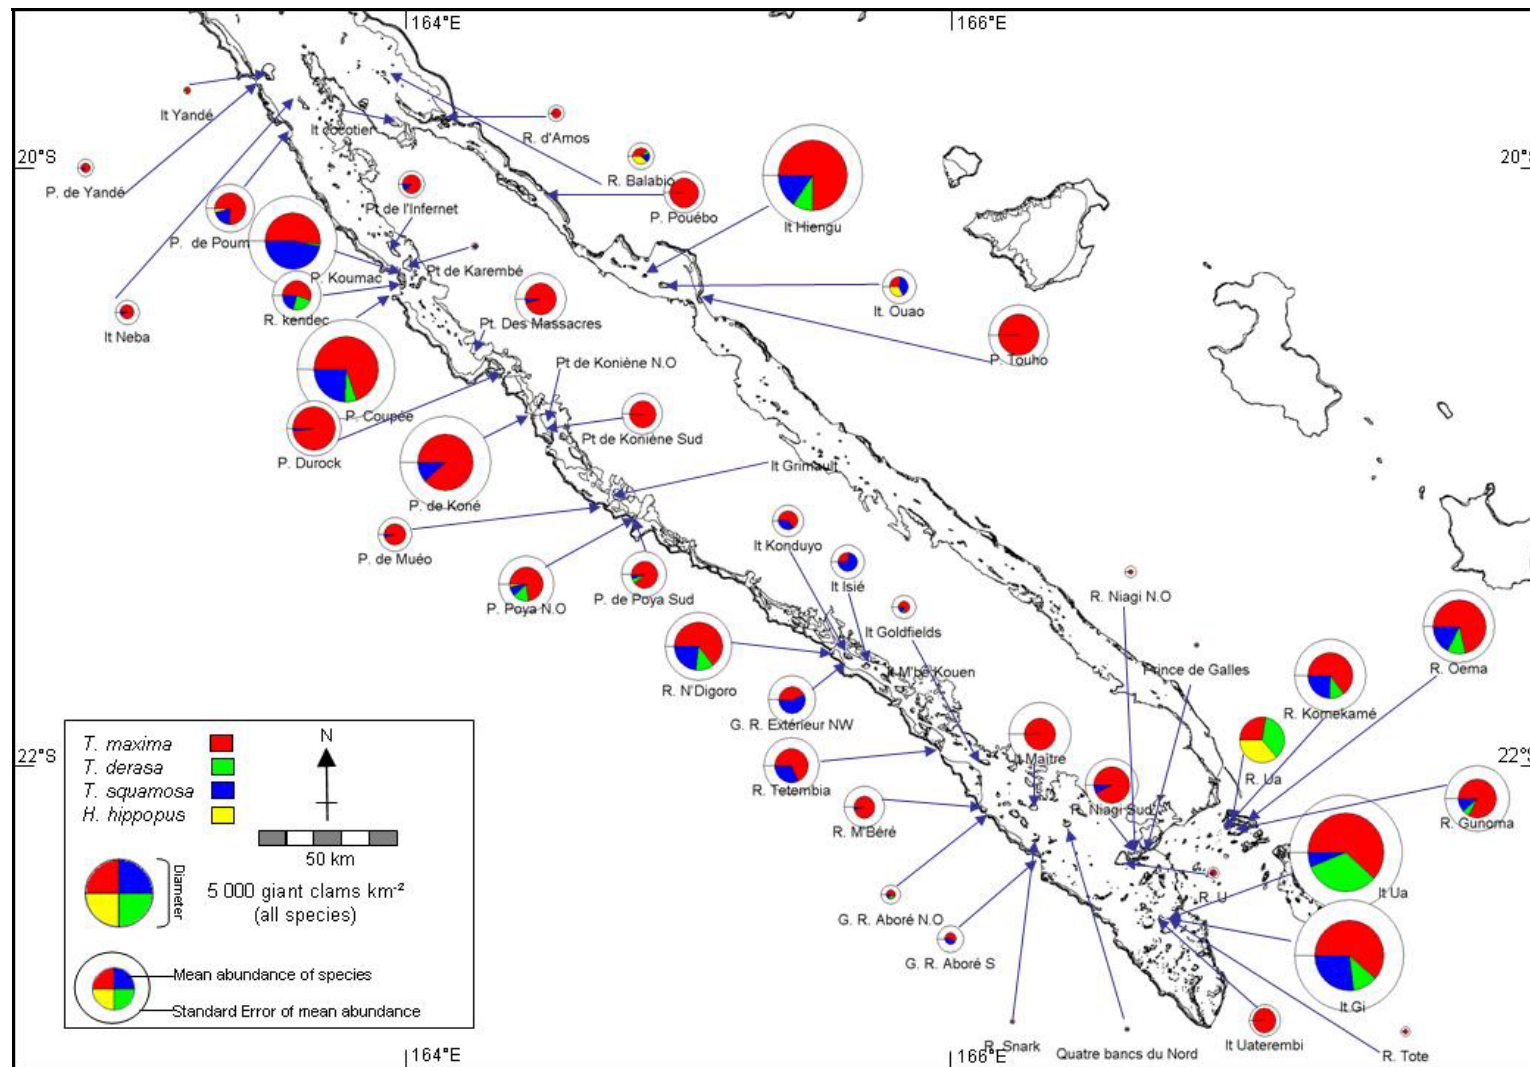 164°E
166°E
It Yandé
It cocotier
R. d'Amos
20°S
20°S
P. de Yandé
R. Balabio
Pt de l'Infernet
P. Pouébo
It Hiengu
P. de Poum
P. Koumac
Pt de Karembé
R. kendec
It Neba
Pt. Des Massacres
It. Ouao
P. Touho
Pt de Koniène N.O
P. Coupée
Pt de Koniène Sud
P. Durock
It Grimault
P. de Koné
It Konduyo
P. de Muéo
It Isié
P. Poya N.O
P. de Poya Sud
R. Niagi N.O
It Goldfields
R. N'Digoro
It M'bé Kouen
Prince de Galles
R. Oema
G. R. Extérieur NW
R. Komekamé
It Maître
R. Ua
22°S
22°S
R. Tetembia
R. Niagi Sud
R. M'Béré
R. Gunoma
G. R. Aboré N.O
R. U
It Ua
G. R. Aboré S
It Gi
R. Snark
Quatre bancs du Nord
It Uaterembi
R. Tote
T. maxima
T. derasa
T. squamosa
H. hippopus
N
50 km
Diameter
5 000 giant clams km⁻²
(all species)
Mean abundance of species
Standard Error of mean abundance
164°E
166°E